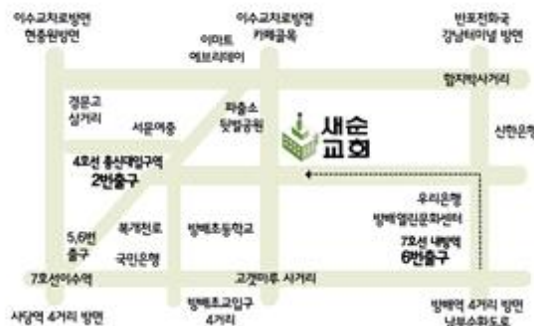 이수교차로방면
현충원방면
이마트
에브리데이
이수교차로방면
카페골목
반포전화국
강남터미널 방면
함지박사거리
경문고
삼거리
서문여중
파출소
뒷벌공원
새순
교회
신한은행
4호선 총신대입구역
2번출구
우리은행
방배열린문화센터
7호선 내방역
6번출구
5,6번
출구
복개천로
국민은행
방배초등학교
7호선이수역
고갯마루 사거리
사당역 4거리 방면
방배초교입구
4거리
방배역 4거리 방면
남부순환도로